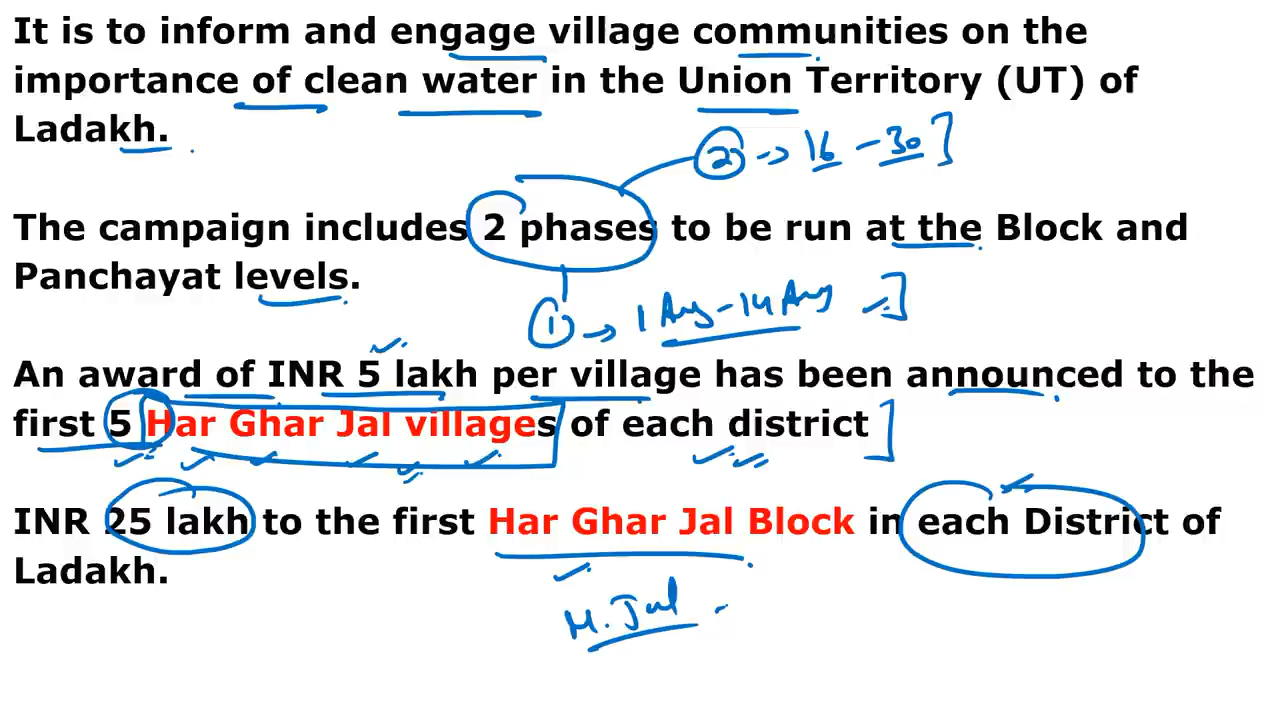 It is to inform and engage village communities on the
importance of clean water in the Union Territory (UT) of
Ladakh.
2 → 16 - 30]
The campaign includes 2 phases to be run at the Block and
Panchayat levels.
1 → 1 Aug - 14 Aug ]
An award of INR 5 lakh per village has been announced to the
first 5 Har Ghar Jal villages of each district ]
INR 25 lakh to the first Har Ghar Jal Block in each District of
Ladakh.
M. Jal